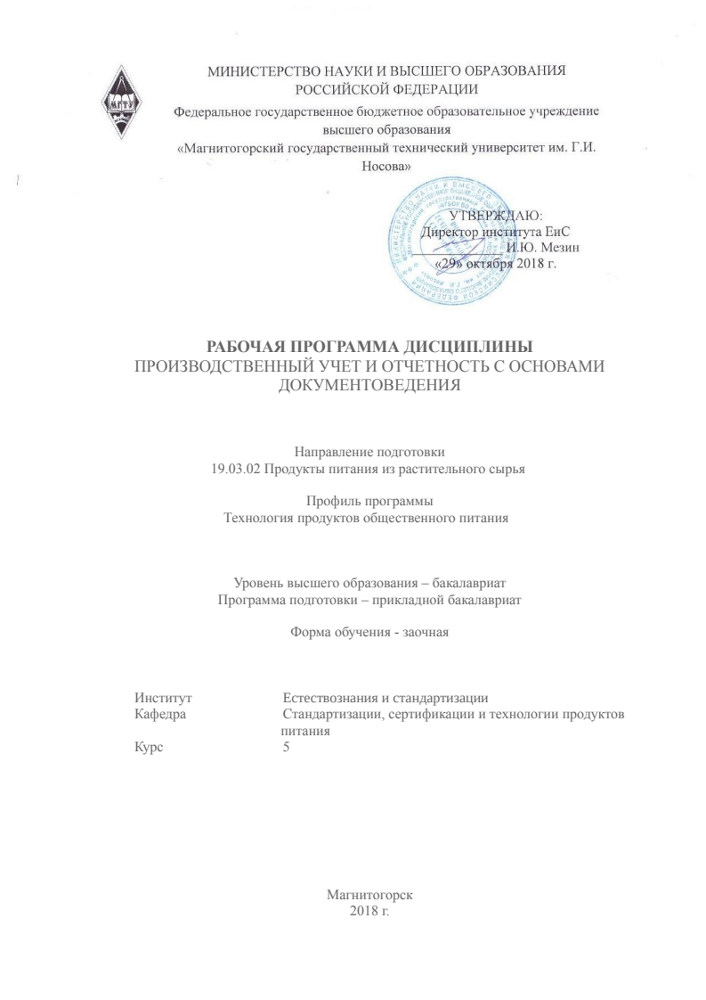 МИНИСТЕРСТВО НАУКИ И ВЫСШЕГО ОБРАЗОВАНИЯ
РОССИЙСКОЙ ФЕДЕРАЦИИ
Федеральное государственное бюджетное образовательное учреждение
высшего образования
«Магнитогорский государственный технический университет им. Г.И.
Носова»
МГТУ
УТВЕРЖДАЮ:
Директор института ЕиС
И.Ю. Мезин
«29» октября 2018 г.
РАБОЧАЯ ПРОГРАММА ДИСЦИПЛИНЫ
ПРОИЗВОДСТВЕННЫЙ УЧЕТ И ОТЧЕТНОСТЬ С ОСНОВАМИ
ДОКУМЕНТОВЕДЕНИЯ
Направление подготовки
19.03.02 Продукты питания из растительного сырья
Профиль программы
Технология продуктов общественного питания
Уровень высшего образования – бакалавриат
Программа подготовки – прикладной бакалавриат
Форма обучения - заочная
Институт Естествознания и стандартизации
Кафедра Стандартизации, сертификации и технологии продуктов
питания
Курс 5
Магнитогорск
2018 г.